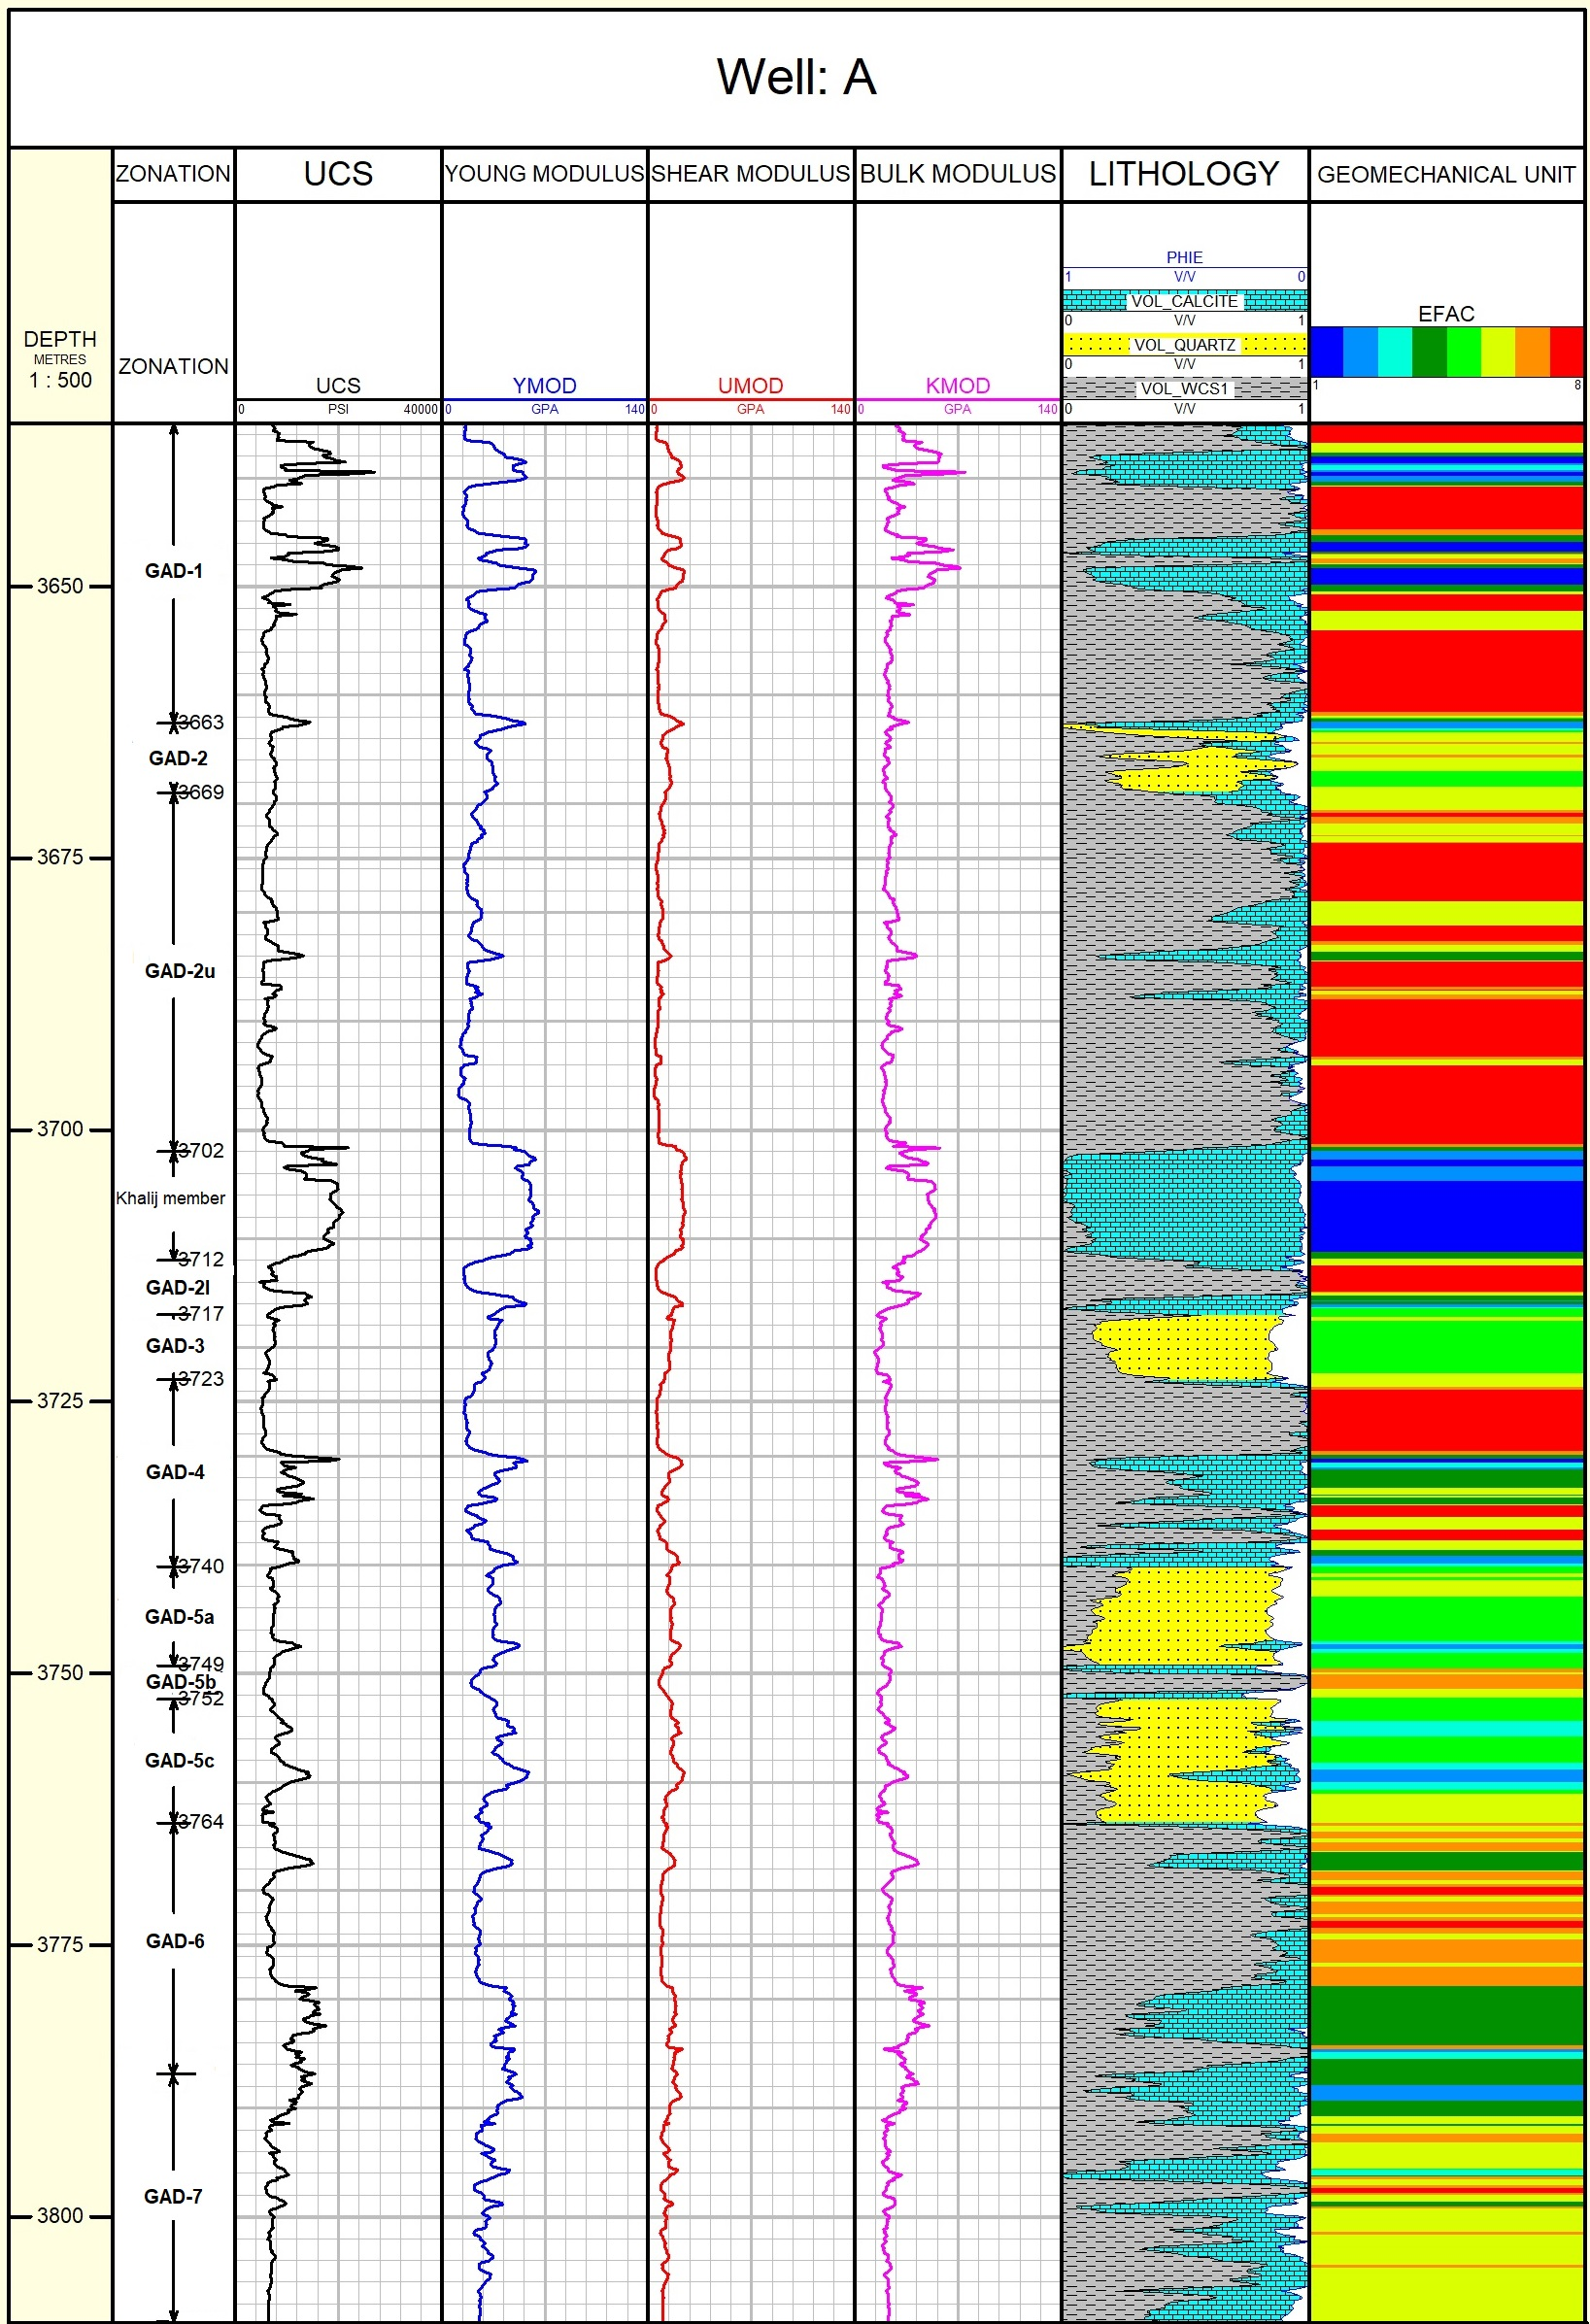 Well: A
ZONATION UCS YOUNG MODULUS SHEAR MODULUS BULK MODULUS LITHOLOGY GEOMECHANICAL UNIT
PHIE
1 V/V 0
VOL_CALCITE
0 V/V 1
EFAC
DEPTH
METRES
1 : 500
ZONATION
VOL_QUARTZ
0 V/V 1
UCS YMOD UMOD KMOD
VOL_WCS1
1 8
0 PSI 40000 0 GPA 140 0 GPA 140 0 GPA 140 0 V/V 1
GAD-1
3650
3663
GAD-2
3669
3675
GAD-2u
3700
3702
Khalij member
3712
GAD-2l
3717
GAD-3
3723
3725
GAD-4
3740
GAD-5a
3749
3750
GAD-5b
3752
GAD-5c
3764
GAD-6
3775
GAD-7
3800